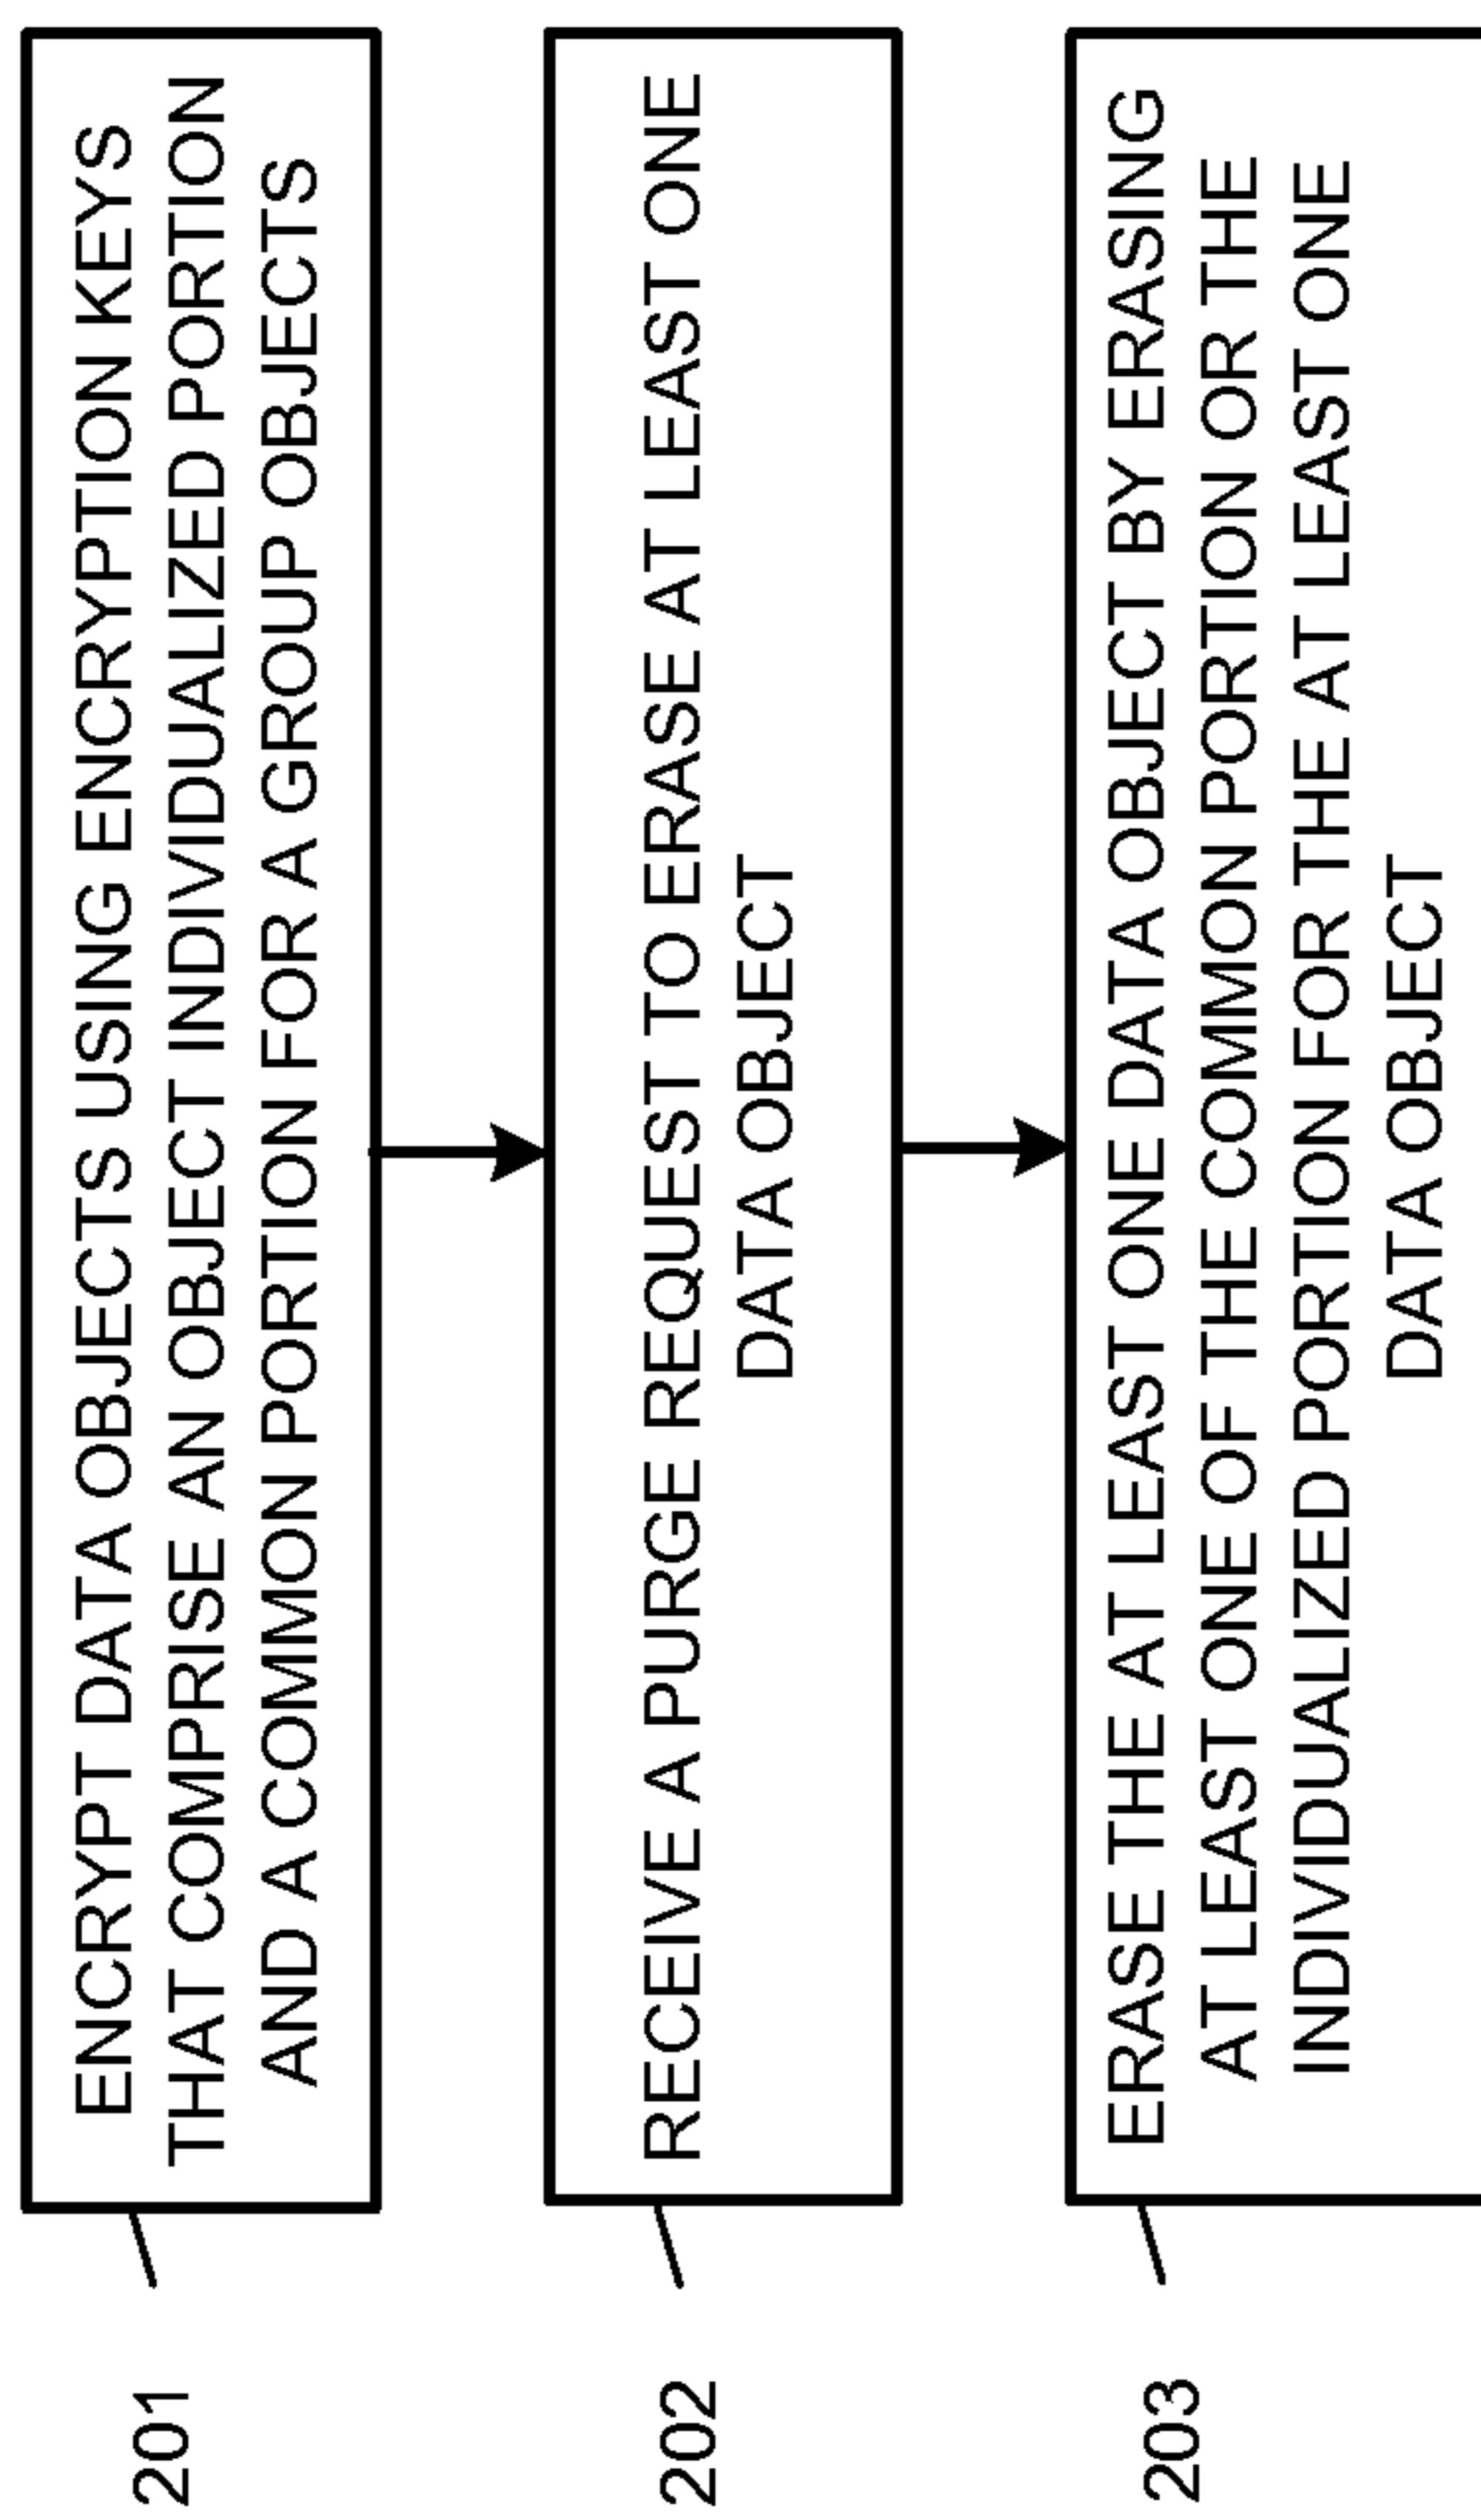 201
ENCRYPT DATA OBJECTS USING ENCRYPTION KEYS
THAT COMPRISE AN OBJECT INDIVIDUALIZED PORTION
AND A COMMON PORTION FOR A GROUP OBJECTS
202
RECEIVE A PURGE REQUEST TO ERASE AT LEAST ONE
DATA OBJECT
203
ERASE THE AT LEAST ONE DATA OBJECT BY ERASING
AT LEAST ONE OF THE COMMON PORTION OR THE
INDIVIDUALIZED PORTION FOR THE AT LEAST ONE
DATA OBJECT